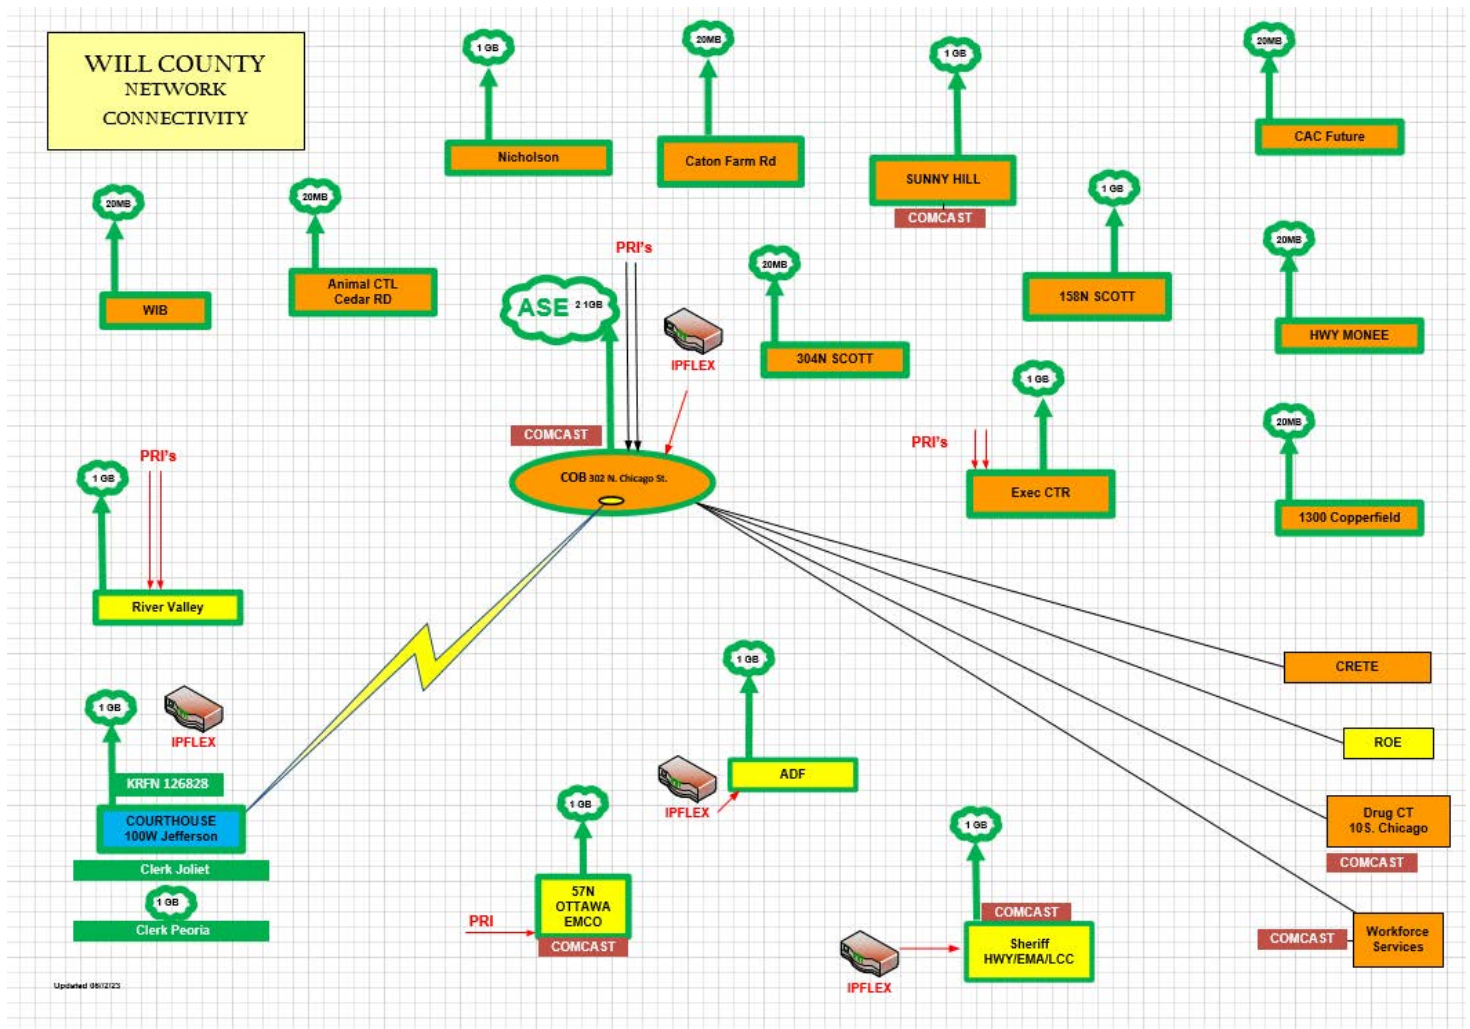 WILL COUNTY
NETWORK
CONNECTIVITY
1 GB
Nicholson
20MB
Caton Farm Rd
1 GB
SUNNY HILL
COMCAST
20MB
CAC Future
20MB
WIB
20MB
Animal CTL
Cedar RD
PRI's
ASE 2 1GB
IPFLEX
20MB
304N SCOTT
1 GB
158N SCOTT
20MB
HWY MONEE
COMCAST
COB 302 N. Chicago St.
PRI's
1 GB
Exec CTR
20MB
1300 Copperfield
PRI's
1 GB
River Valley
1 GB
IPFLEX
KRFN 126828
COURTHOUSE
100W Jefferson
Clerk Joliet
1 GB
Clerk Peoria
1 GB
ADF
IPFLEX
1 GB
57N
OTTAWA
EMCO
PRI
COMCAST
1 GB
COMCAST
Sheriff
HWY/EMA/LCC
IPFLEX
CRETE
ROE
Drug CT
10S. Chicago
COMCAST
COMCAST
Workforce
Services
Updated